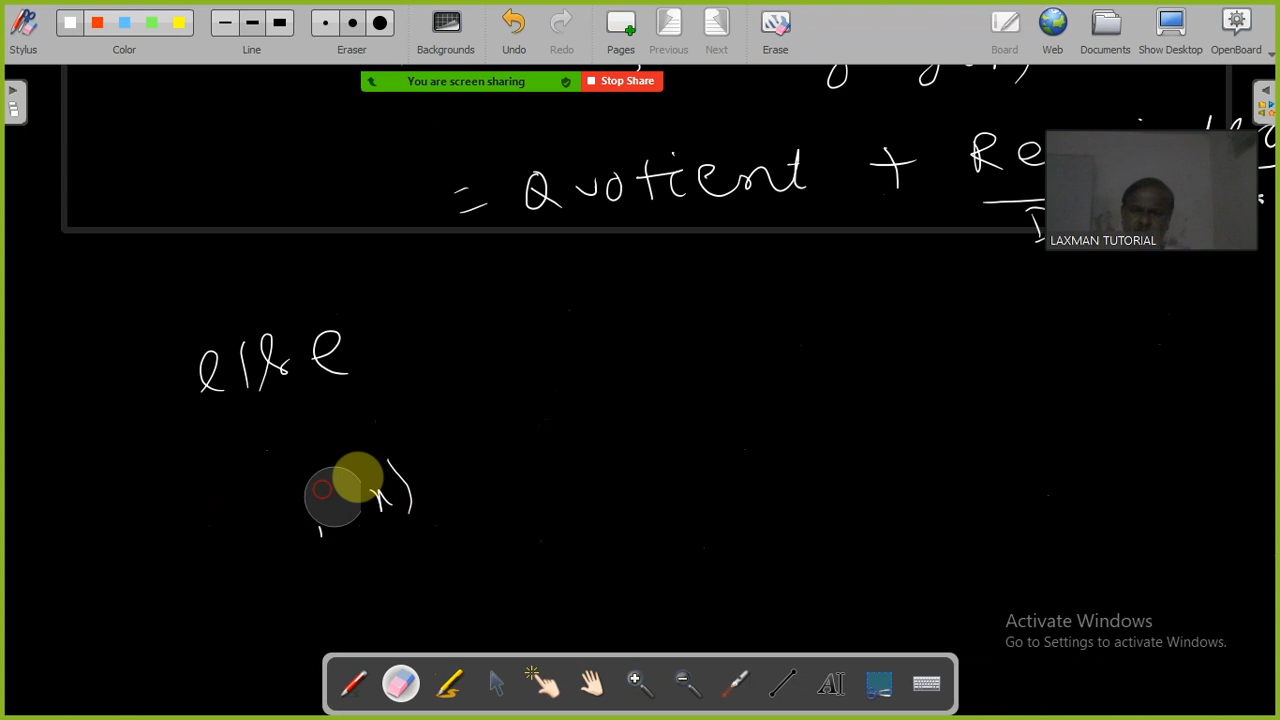 Stylus
Color
Line
Eraser
Backgrounds
Undo
Redo
Pages
Previous
Next
Erase
Board
Web
Documents
Show Desktop
OpenBoard
You are screen sharing
Stop Share
= Quotient +
LAXMAN TUTORIAL
else
x)
Activate Windows
Go to Settings to activate Windows.
AI